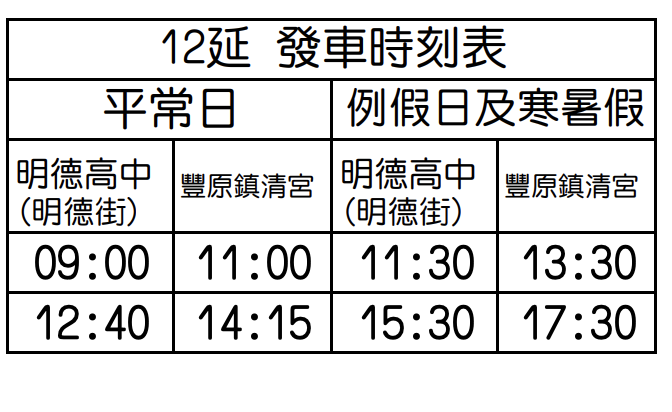 12延 發車時刻表
平常日 例假日及寒暑假
明德高中
(明德街) 豐原鎮清宮 明德高中
(明德街) 豐原鎮清宮
09:00 11:00 11:30 13:30
12:40 14:15 15:30 17:30